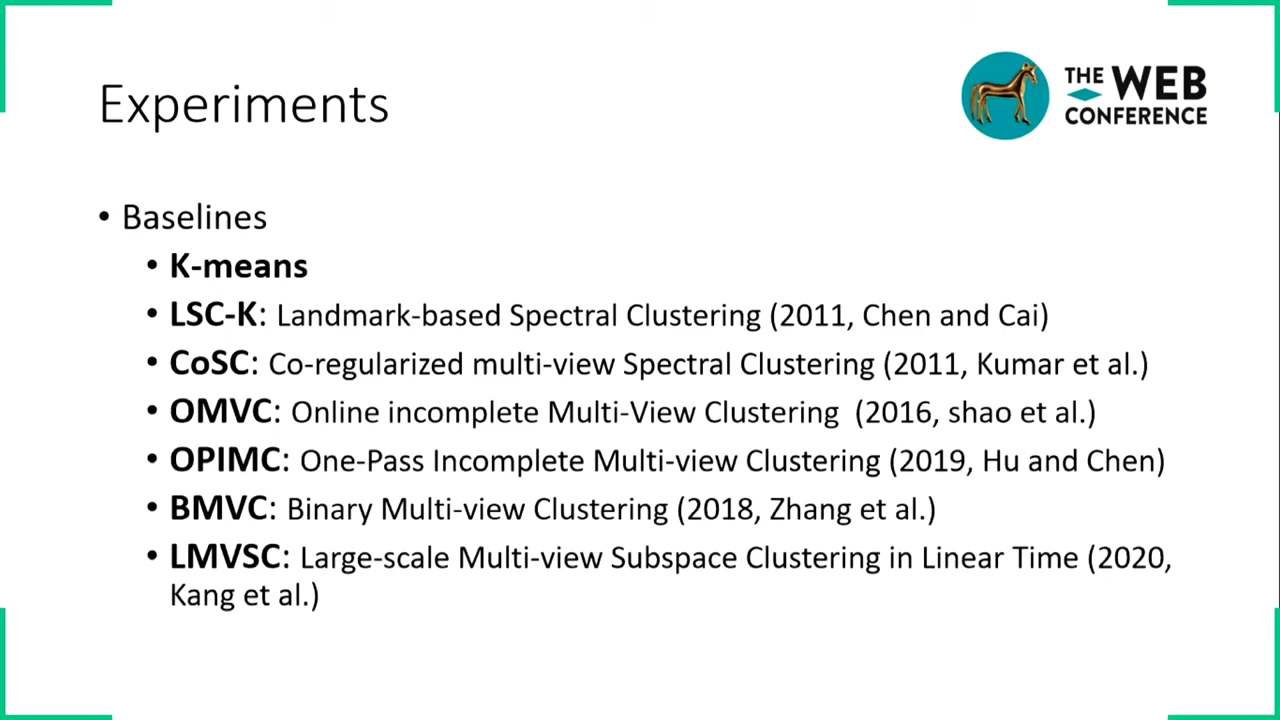 THE WEB
CONFERENCE
Experiments
• Baselines
• K-means
• LSC-K: Landmark-based Spectral Clustering (2011, Chen and Cai)
• CoSC: Co-regularized multi-view Spectral Clustering (2011, Kumar et al.)
• OMVC: Online incomplete Multi-View Clustering (2016, shao et al.)
• OPIMC: One-Pass Incomplete Multi-view Clustering (2019, Hu and Chen)
• BMVC: Binary Multi-view Clustering (2018, Zhang et al.)
• LMVSC: Large-scale Multi-view Subspace Clustering in Linear Time (2020,
Kang et al.)